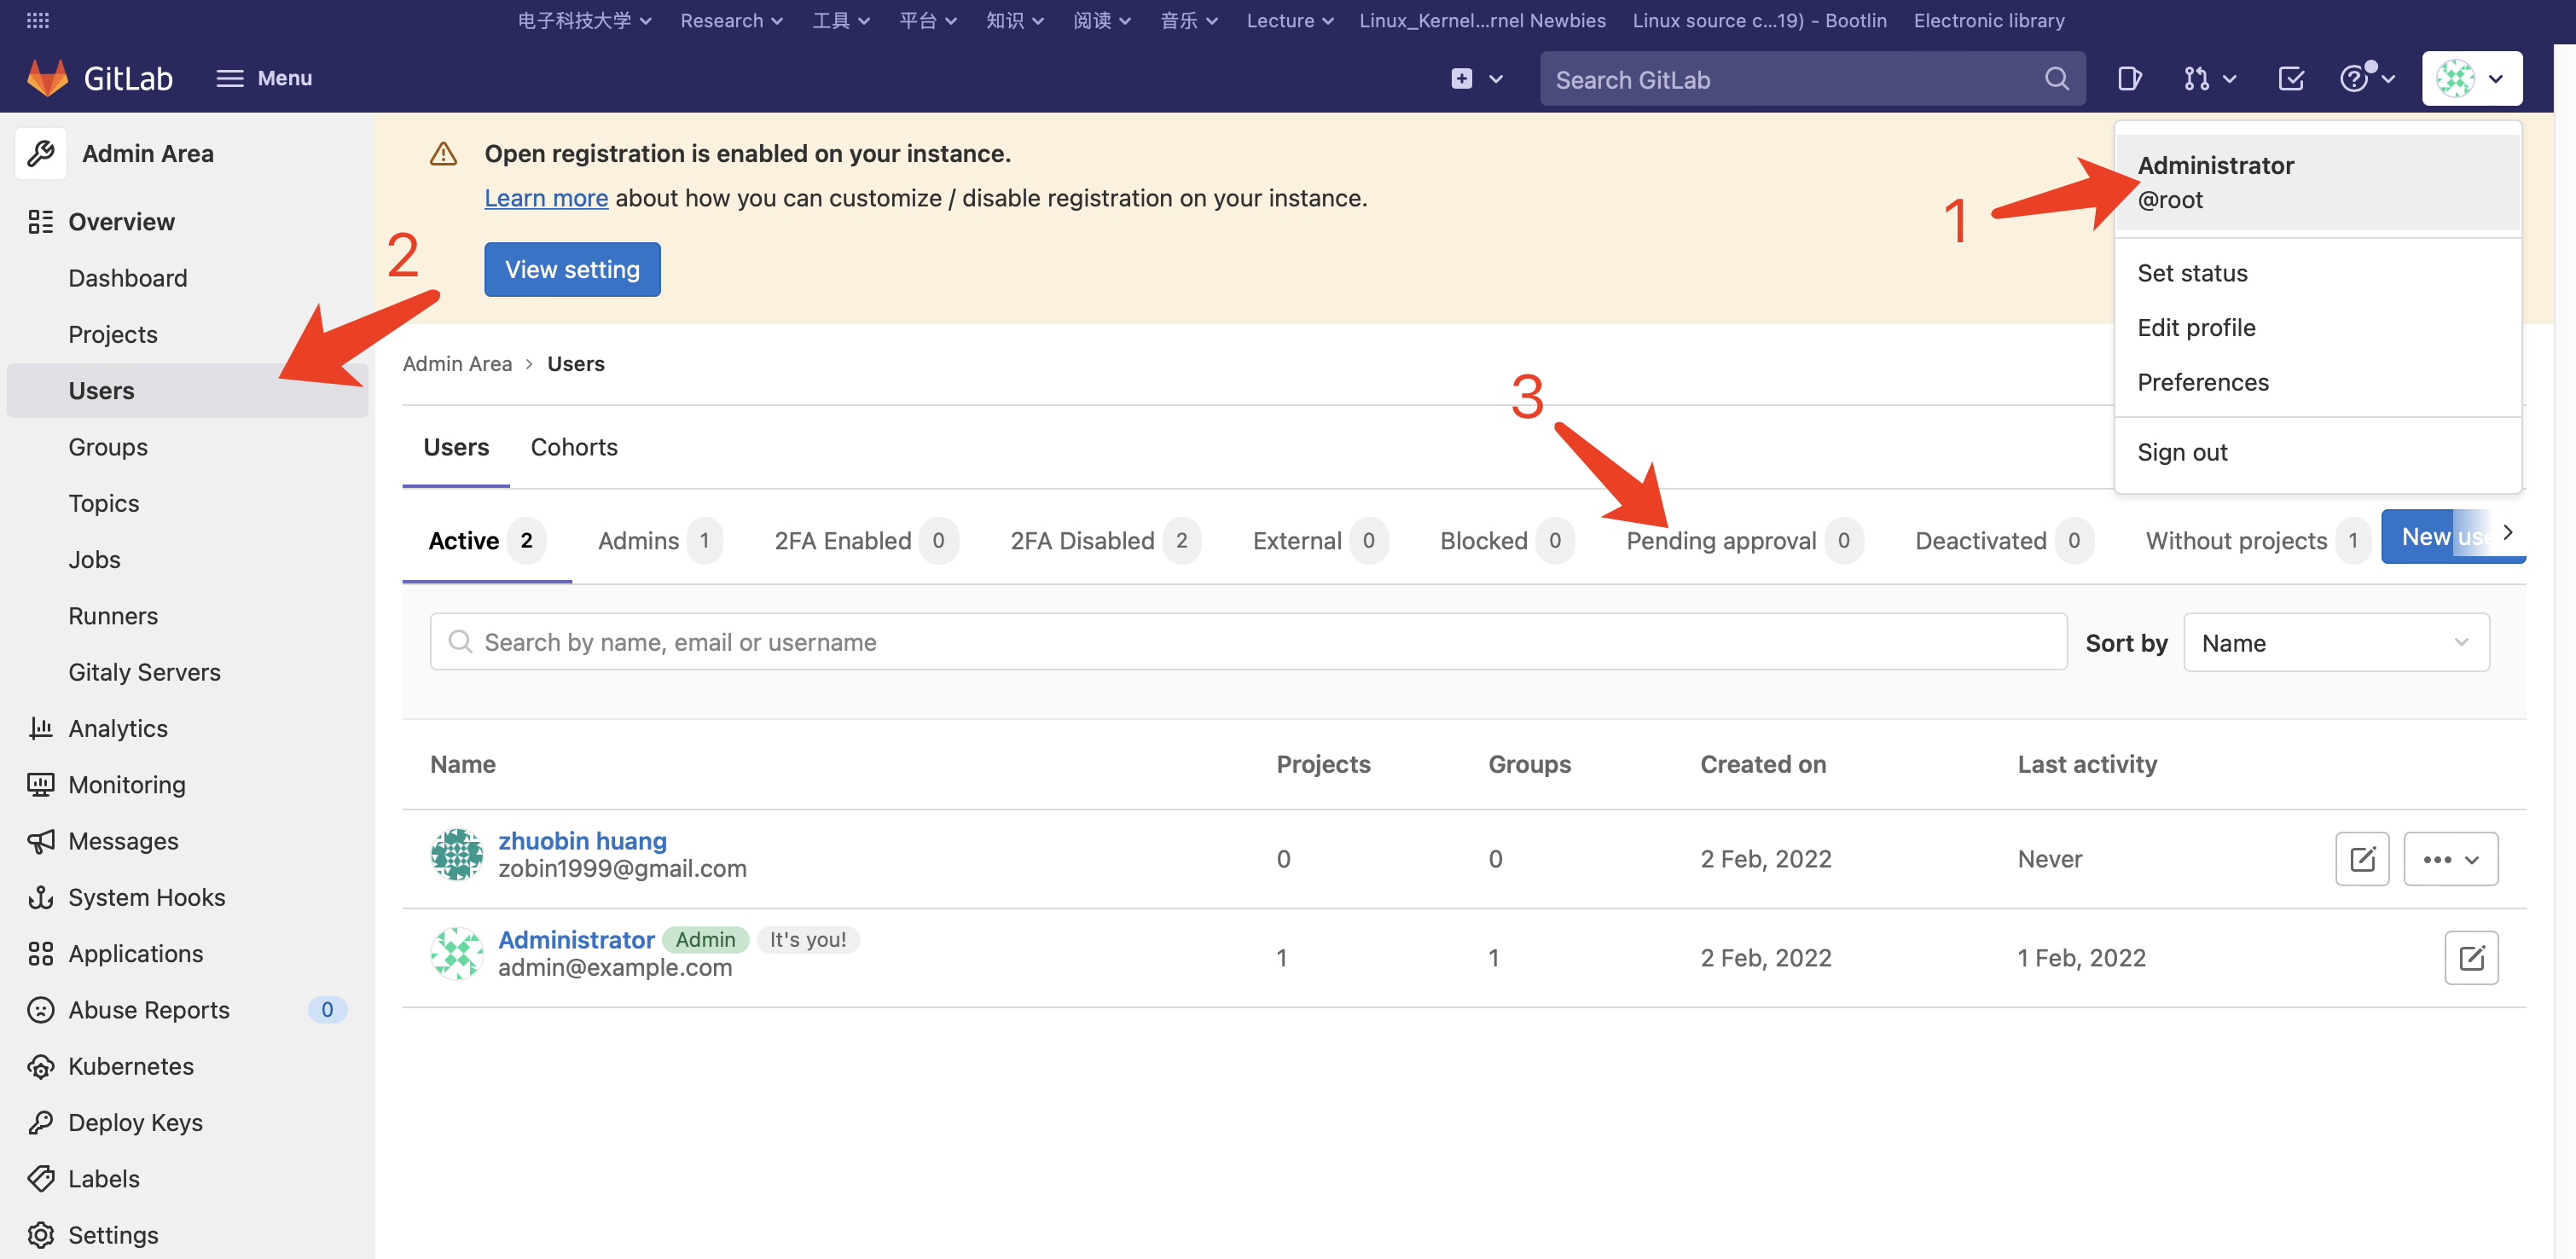 电子科技大学 Research 工具 平台 知识 阅读 音乐 Lecture Linux_Kernel...rnel Newbies Linux source c...19) - Bootlin Electronic library
GitLab Menu Search GitLab
Admin Area
Overview
Dashboard
Projects
Users
Groups
Topics
Jobs
Runners
Gitaly Servers
Analytics
Monitoring
Messages
System Hooks
Applications
Abuse Reports 0
Kubernetes
Deploy Keys
Labels
Settings
Open registration is enabled on your instance.
Learn more about how you can customize / disable registration on your instance.
View setting
1
2
3
Administrator
@root
Set status
Edit profile
Preferences
Sign out
Admin Area › Users
Users Cohorts
Active 2 Admins 1 2FA Enabled 0 2FA Disabled 2 External 0 Blocked 0 Pending approval 0 Deactivated 0 Without projects 1 New use
Search by name, email or username Sort by Name
Name Projects Groups Created on Last activity
zhuobin huang
zobin1999@gmail.com 0 0 2 Feb, 2022 Never
Administrator Admin It's you!
admin@example.com 1 1 2 Feb, 2022 1 Feb, 2022